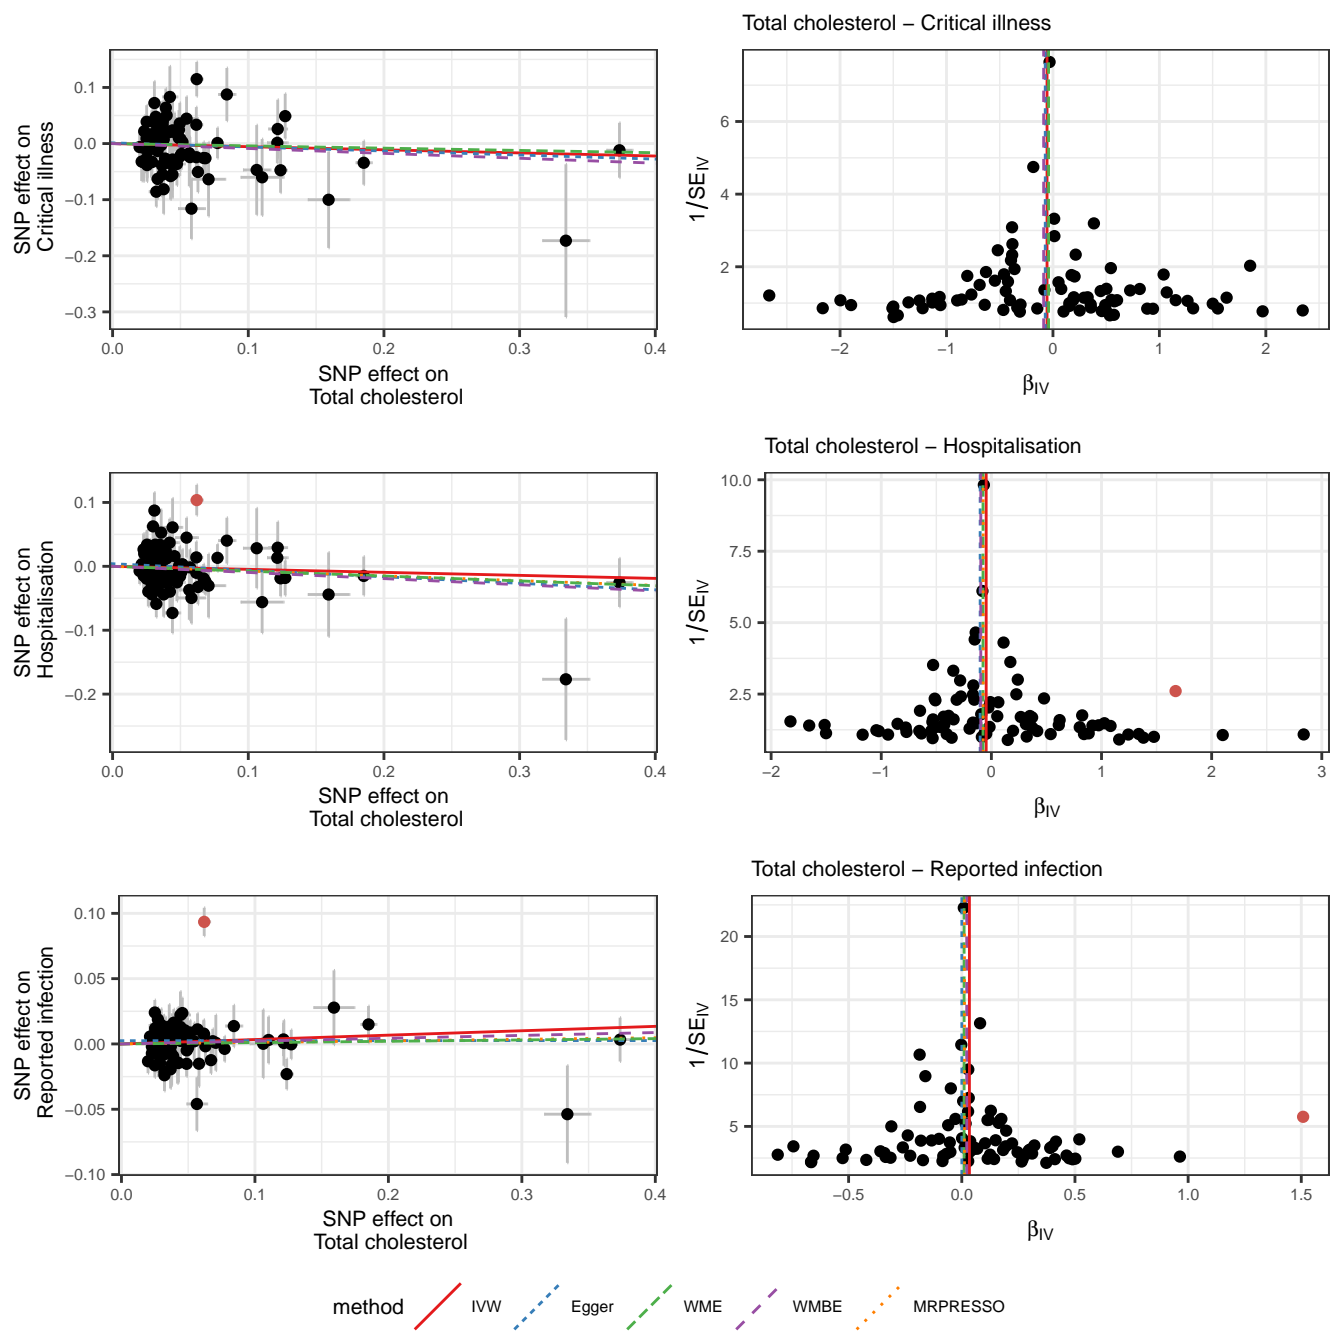 Total cholesterol − Critical illness
SNP effect on
Critical illness
0.1
0.0
−0.1
−0.2
−0.3
0.0
0.1
0.2
0.3
0.4
SNP effect on
Total cholesterol
1/SE_IV
6
4
2
−2
−1
0
1
2
β_IV
Total cholesterol − Hospitalisation
SNP effect on
Hospitalisation
0.1
0.0
−0.1
−0.2
0.0
0.1
0.2
0.3
0.4
SNP effect on
Total cholesterol
1/SE_IV
10.0
7.5
5.0
2.5
−2
−1
0
1
2
3
β_IV
Total cholesterol − Reported infection
SNP effect on
Reported infection
0.10
0.05
0.00
−0.05
−0.10
0.0
0.1
0.2
0.3
0.4
SNP effect on
Total cholesterol
1/SE_IV
20
15
10
5
−0.5
0.0
0.5
1.0
1.5
β_IV
method IVW Egger WME WMBE MRPRESSO